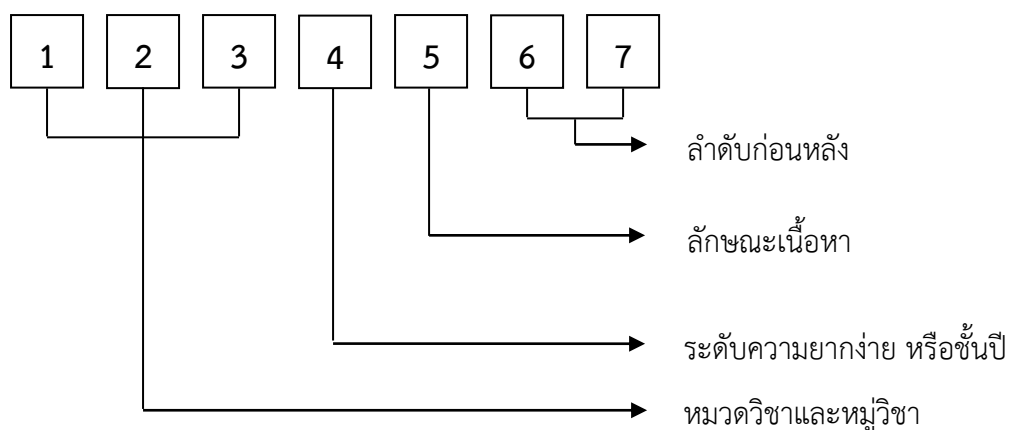 1 2 3 4 5 6 7
ลำดับก่อนหลัง
ลักษณะเนื้อหา
ระดับความยากง่าย หรือชั้นปี
หมวดวิชาและหมู่วิชา